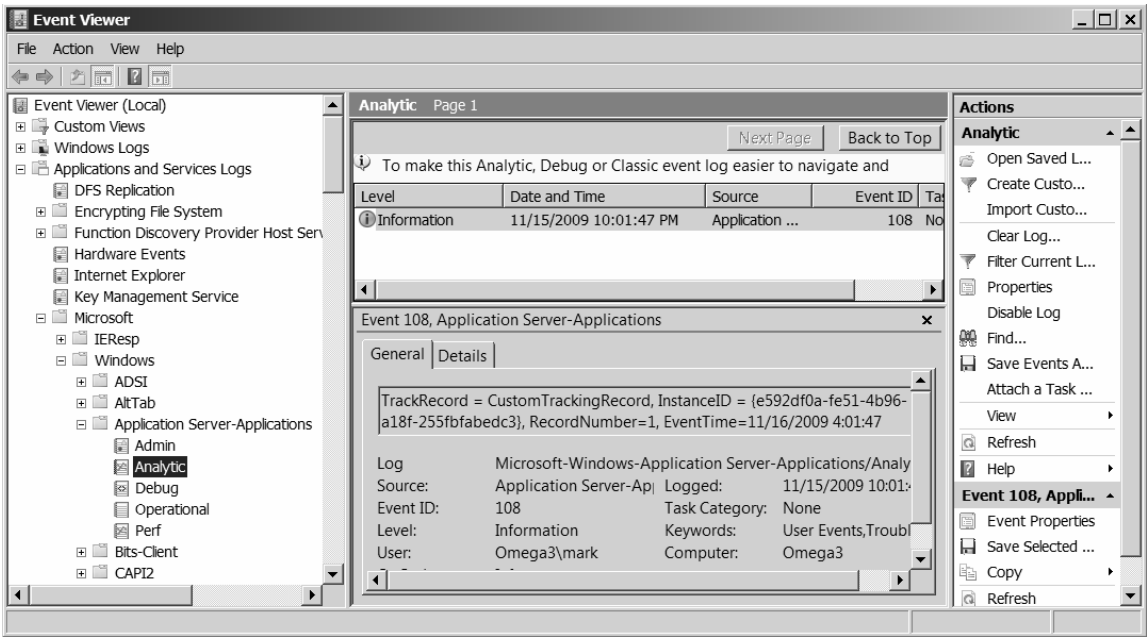 Event Viewer
File Action View Help
Event Viewer (Local)
Custom Views
Windows Logs
Applications and Services Logs
DFS Replication
Encrypting File System
Function Discovery Provider Host Serv
Hardware Events
Internet Explorer
Key Management Service
Microsoft
IEResp
Windows
ADSI
AltTab
Application Server-Applications
Admin
Analytic
Debug
Operational
Perf
Bits-Client
CAPI2
Analytic Page 1
Next Page Back to Top
To make this Analytic, Debug or Classic event log easier to navigate and
Level Date and Time Source Event ID Tas
Information 11/15/2009 10:01:47 PM Application ... 108 No
Event 108, Application Server-Applications
General Details
TrackRecord = CustomTrackingRecord, InstanceID = {e592df0a-fe51-4b96-
a18f-255fbfabedc3}, RecordNumber=1, EventTime=11/16/2009 4:01:47
Log Microsoft-Windows-Application Server-Applications/Analy
Source: Application Server-Ap Logged: 11/15/2009 10:01:
Event ID: 108 Task Category: None
Level: Information Keywords: User Events,Troubl
User: Omega3\mark Computer: Omega3
Actions
Analytic
Open Saved L...
Create Custo...
Import Custo...
Clear Log...
Filter Current L...
Properties
Disable Log
Find...
Save Events A...
Attach a Task ...
View
Refresh
Help
Event 108, Appli...
Event Properties
Save Selected ...
Copy
Refresh